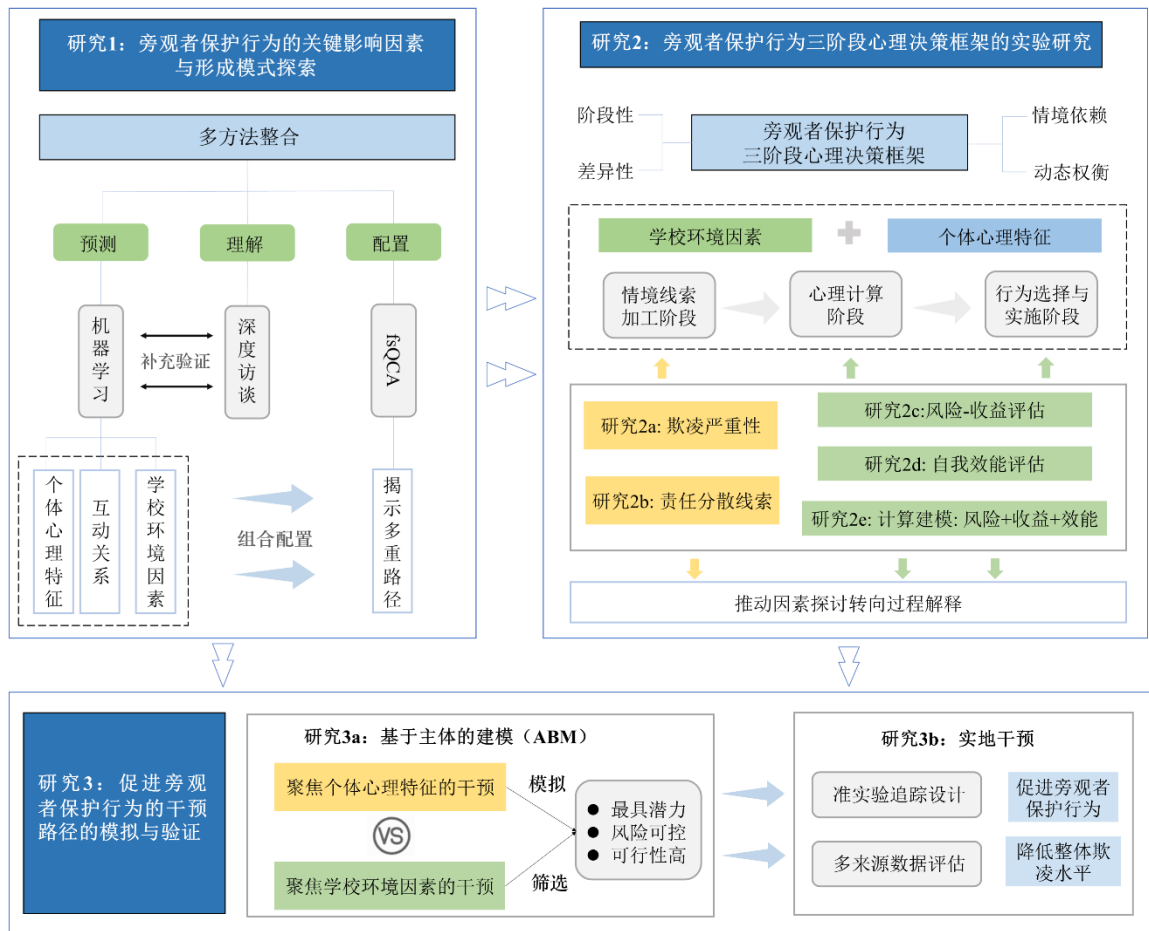 研究1：旁观者保护行为的关键影响因素
与形成模式探索
多方法整合
预测
理解
配置
机器学习
补充验证
深度访谈
fsQCA
个体心理特征
互动关系
学校环境因素
组合配置
揭示多重路径
研究2：旁观者保护行为三阶段心理决策框架的实验研究
阶段性
差异性
旁观者保护行为
三阶段心理决策框架
情境依赖
动态权衡
学校环境因素
个体心理特征
情境线索
加工阶段
心理计算
阶段
行为选择与
实施阶段
研究2a: 欺凌严重性
研究2b: 责任分散线索
研究2c:风险-收益评估
研究2d: 自我效能评估
研究2e: 计算建模: 风险+收益+效能
推动因素探讨转向过程解释
研究3：促进旁观
者保护行为的干预
路径的模拟与验证
研究3a：基于主体的建模（ABM）
聚焦个体心理特征的干预
VS
聚焦学校环境因素的干预
模拟
筛选
● 最具潜力
● 风险可控
● 可行性高
研究3b：实地干预
准实验追踪设计
多来源数据评估
促进旁观者
保护行为
降低整体欺
凌水平